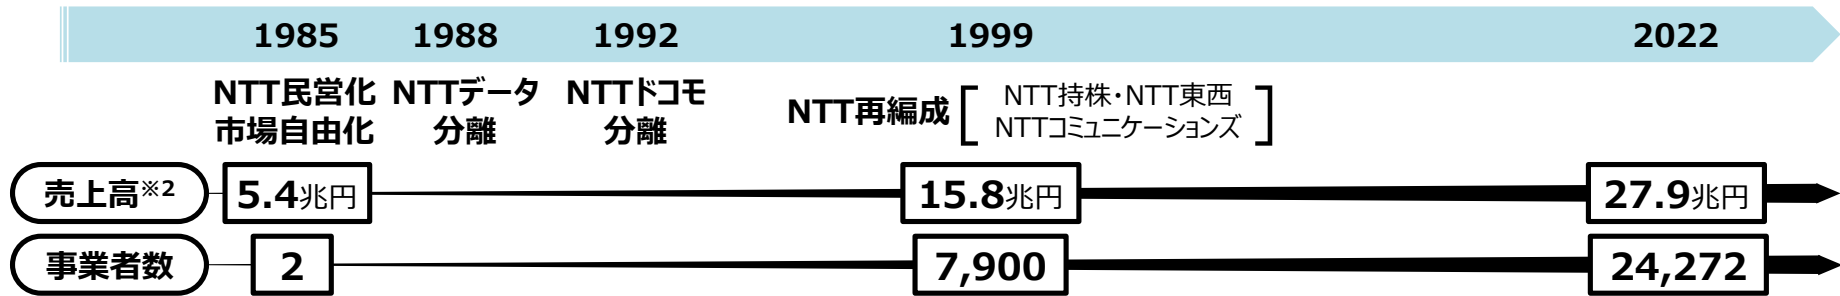 1985 1988 1992 1999 2022
NTT民営化 NTTデータ NTTドコモ NTT再編成 NTT持株・NTT東西
市場自由化 分離 分離 NTTコミュニケーションズ
売上高※2 5.4兆円 15.8兆円 27.9兆円
事業者数 2 7,900 24,272